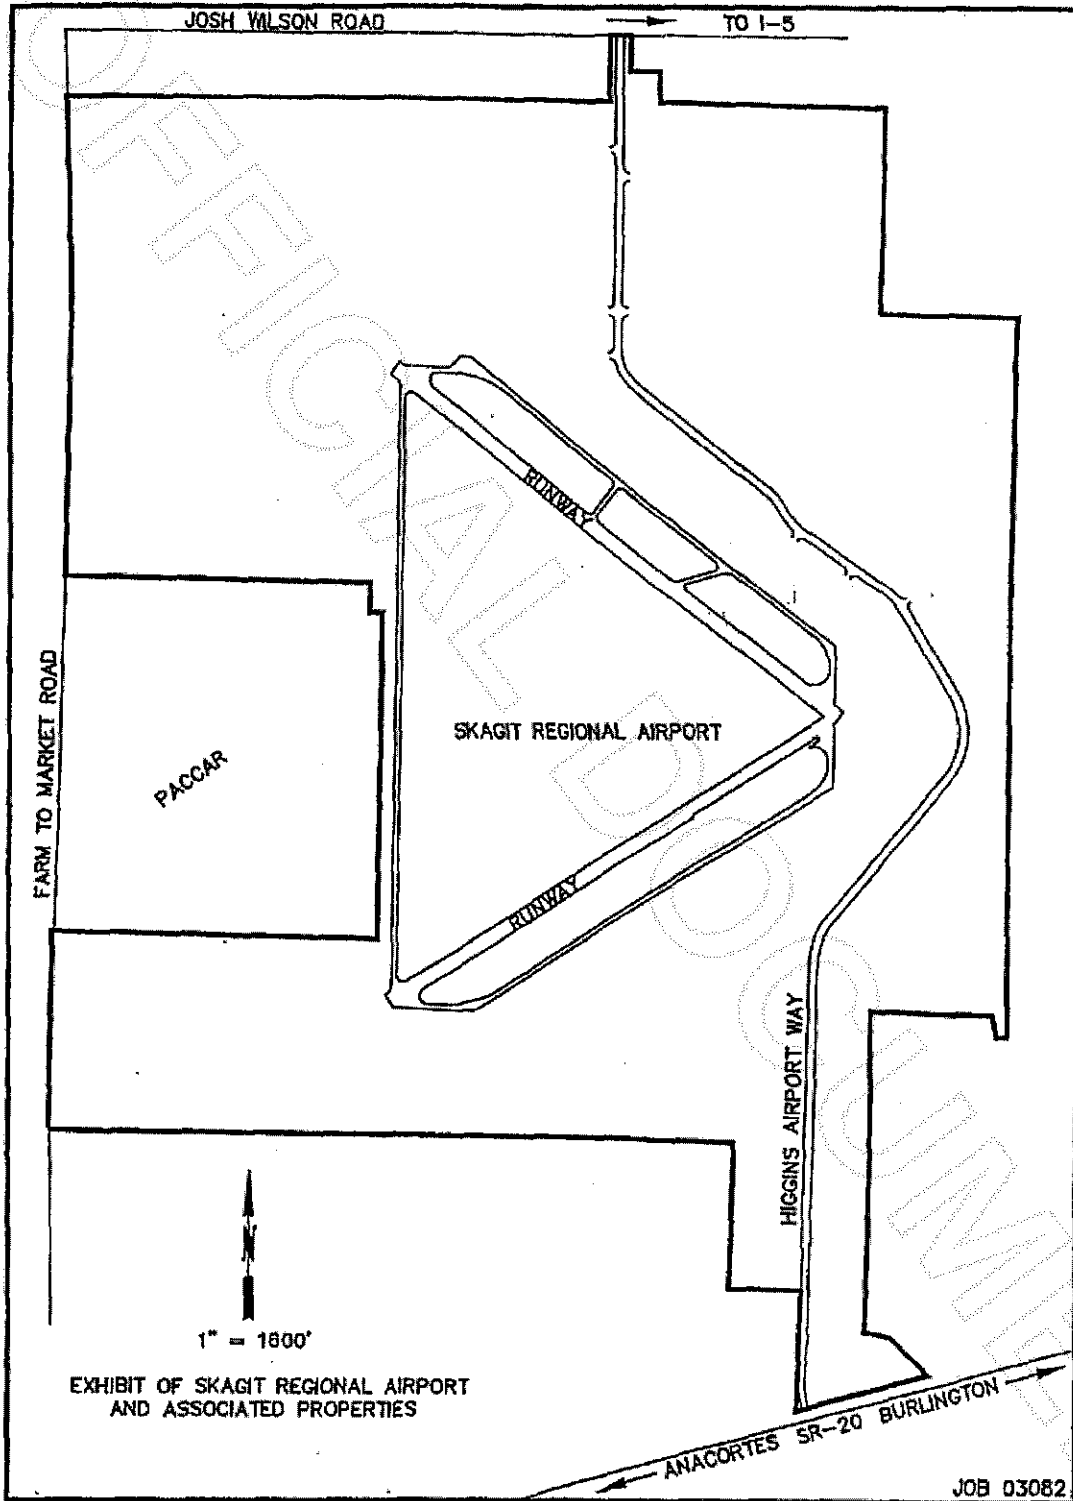 JOSH WILSON ROAD
TO I-5
RUNWAY
SKAGIT REGIONAL AIRPORT
FARM TO MARKET ROAD
PACCAR
RUNWAY
HIGGINS AIRPORT WAY
N
1" = 1600'
EXHIBIT OF SKAGIT REGIONAL AIRPORT
AND ASSOCIATED PROPERTIES
ANACORTES SR-20 BURLINGTON
JOB 03082
OFFICIAL DOCUME